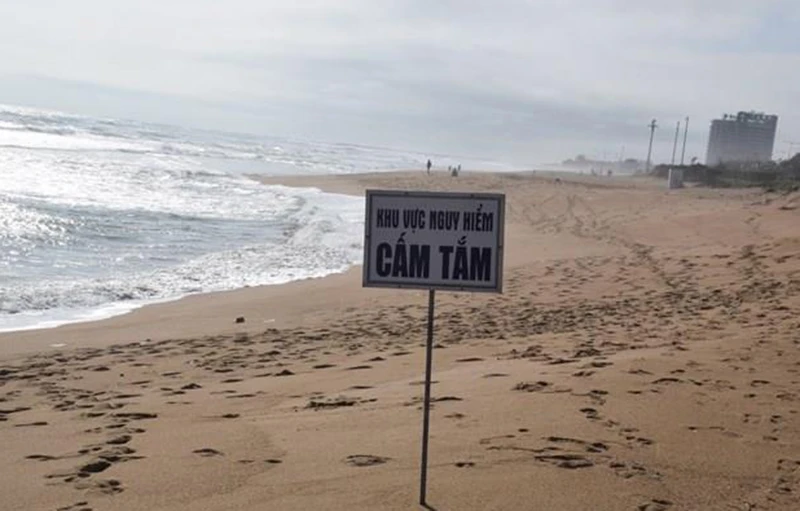 KHU VỰC NGUY HIỂM
CẤM TẮM